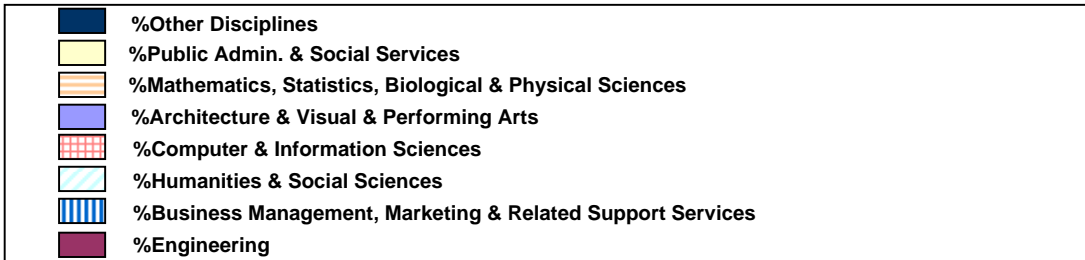 %Other Disciplines
%Public Admin. & Social Services
%Mathematics, Statistics, Biological & Physical Sciences
%Architecture & Visual & Performing Arts
%Computer & Information Sciences
%Humanities & Social Sciences
%Business Management, Marketing & Related Support Services
%Engineering